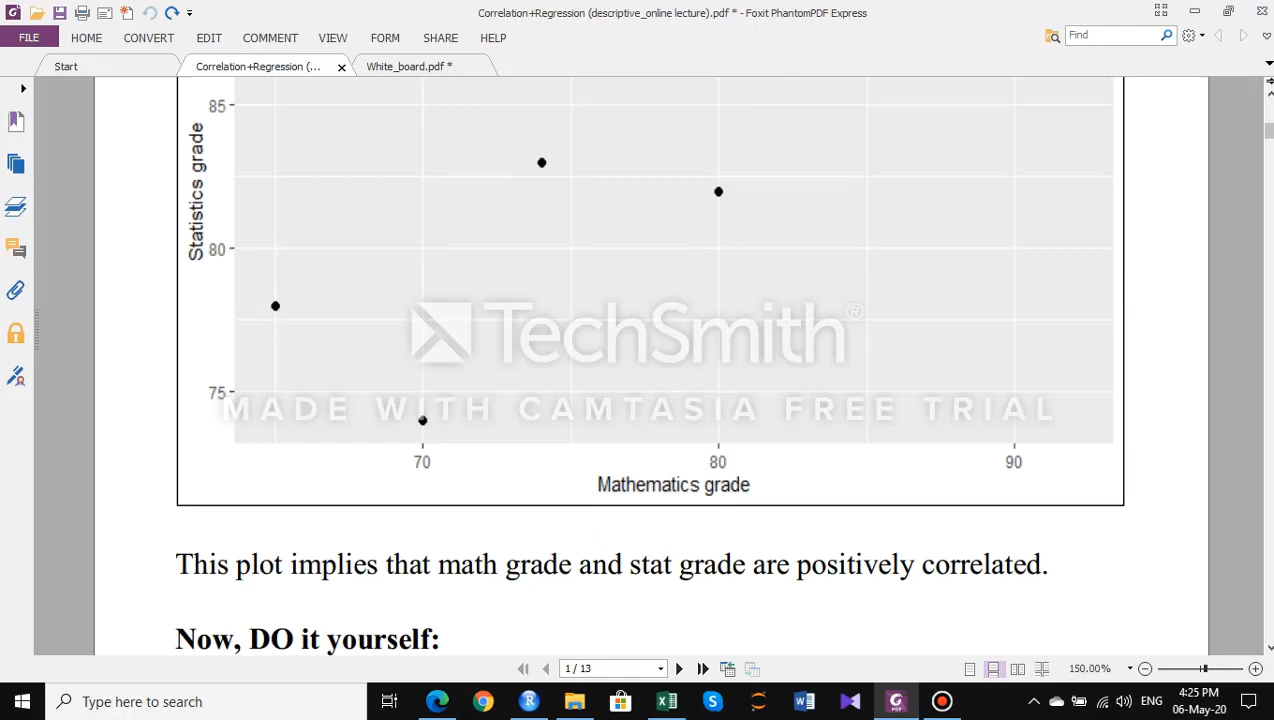 Correlation+Regression (descriptive_online lecture).pdf * - Foxit PhantomPDF Express
FILE HOME CONVERT EDIT COMMENT VIEW FORM SHARE HELP Find
Start Correlation+Regression (... White_board.pdf *
85
80
75
Statistics grade
TechSmith®
MADE WITH CAMTASIA FREE TRIAL
70 80 90
Mathematics grade
This plot implies that math grade and stat grade are positively correlated.
Now, DO it yourself:
1 / 13 150.00%
Type here to search
ENG
4:25 PM
06-May-20